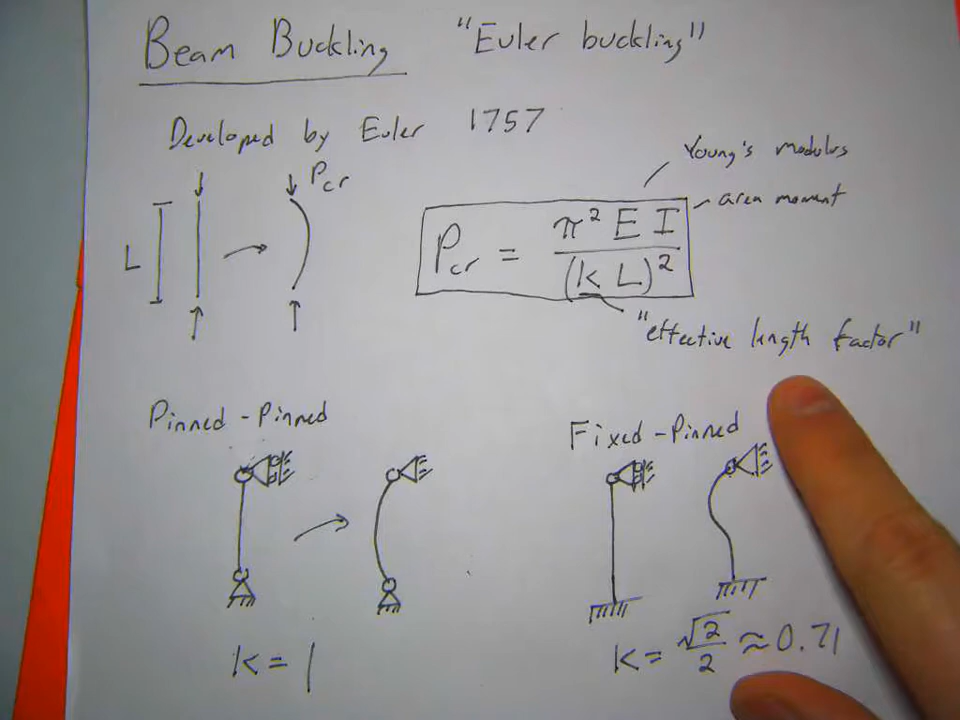 Beam Buckling "Euler buckling"
Developed by Euler 1757
Young's modulus
area moment
Pcr
L
Pcr = π² E I / (k L)²
"effective length factor"
Pinned-Pinned
Fixed-Pinned
K = 1
K = √2/2 ≈ 0.71